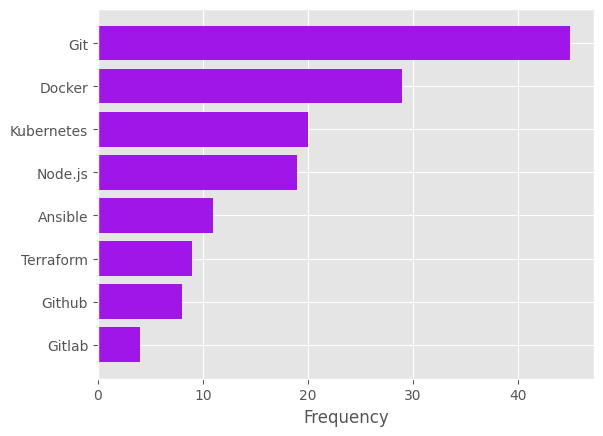 Git
Docker
Kubernetes
Node.js
Ansible
Terraform
Github
Gitlab
0 10 20 30 40
Frequency